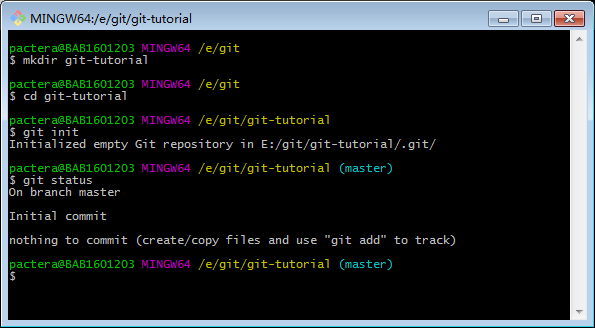 MINGW64:/e/git/git-tutorial
pactera@BAB1601203 MINGW64 /e/git
$ mkdir git-tutorial
pactera@BAB1601203 MINGW64 /e/git
$ cd git-tutorial
pactera@BAB1601203 MINGW64 /e/git/git-tutorial
$ git init
Initialized empty Git repository in E:/git/git-tutorial/.git/
pactera@BAB1601203 MINGW64 /e/git/git-tutorial (master)
$ git status
On branch master
Initial commit
nothing to commit (create/copy files and use "git add" to track)
pactera@BAB1601203 MINGW64 /e/git/git-tutorial (master)
$